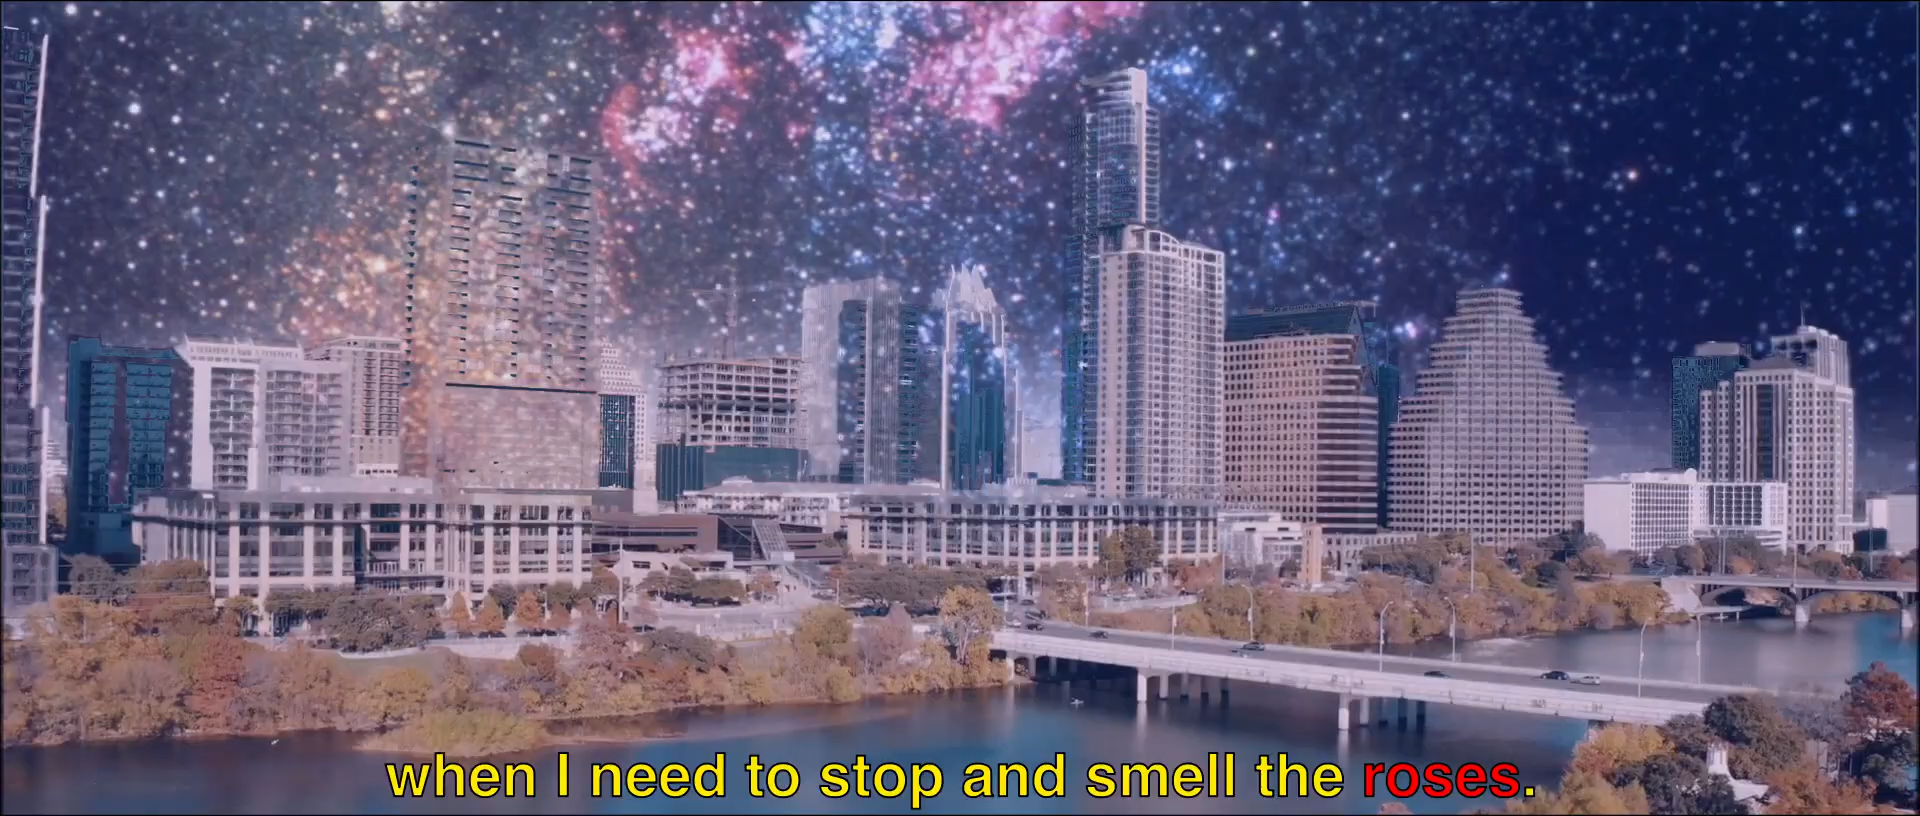 when I need to stop and smell the roses.